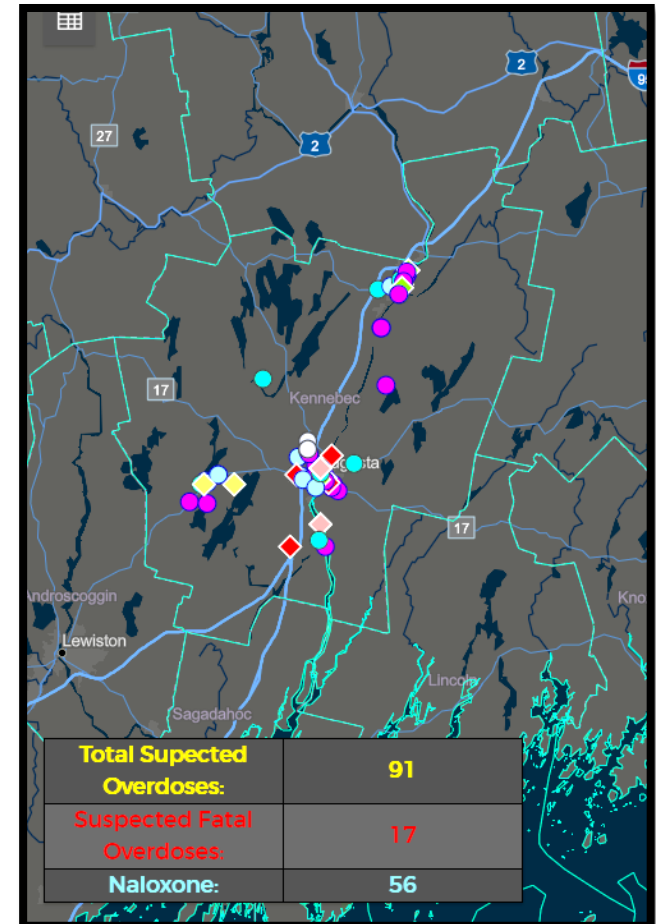 2
95
27
2
17
Kennebec
Augusta
17
Androscoggin
Kno
Lewiston
Lincoln
Sagadahoc
Total Supected
Overdoses:
91
Suspected Fatal
Overdoses:
17
Naloxone:
56